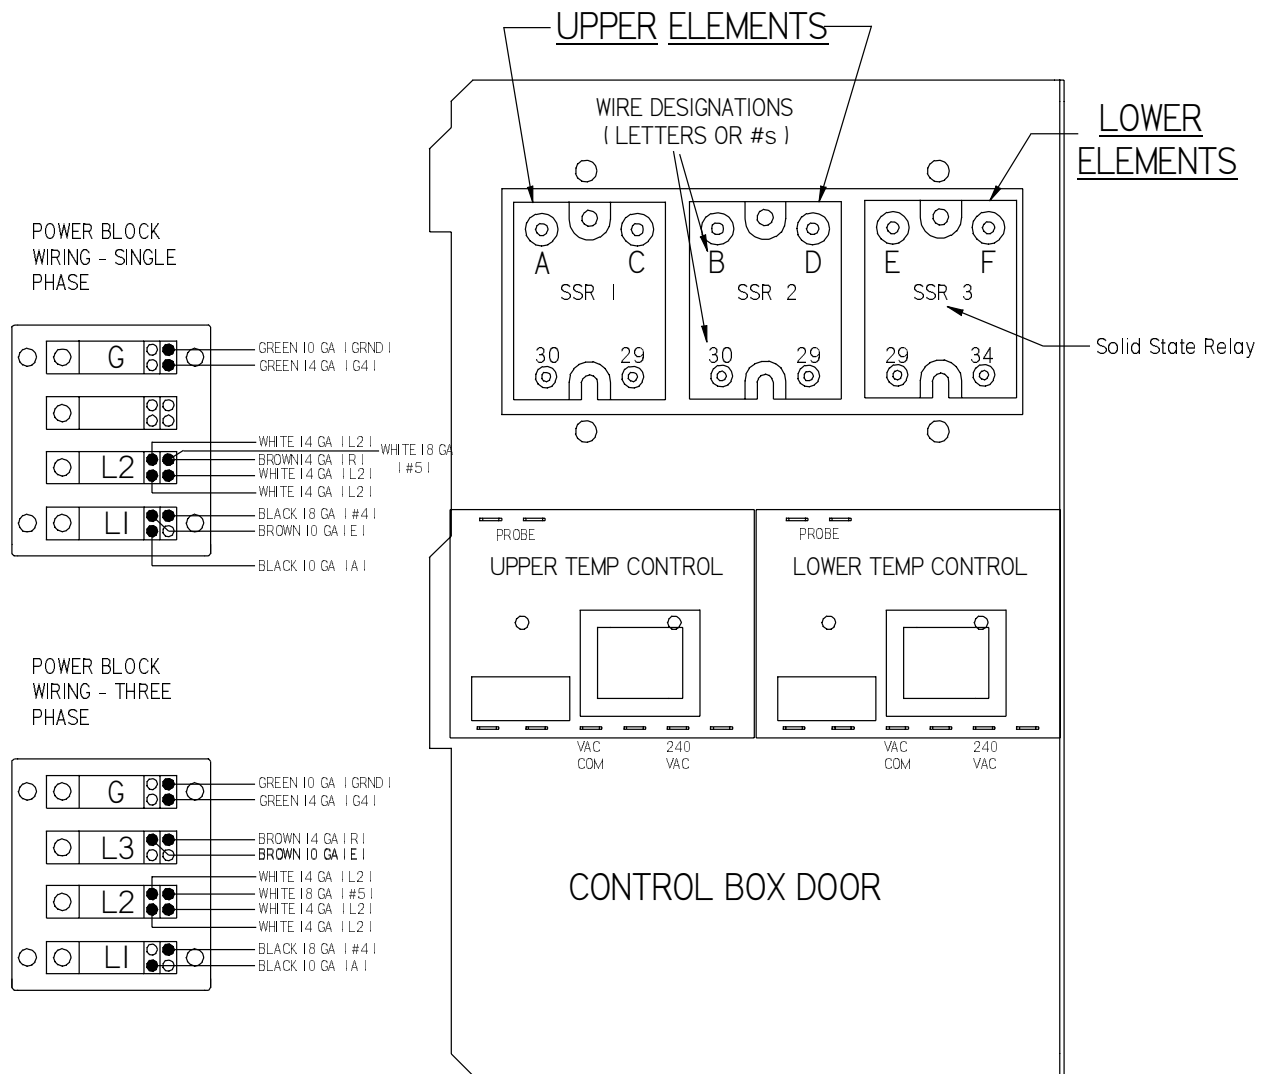 UPPER ELEMENTS
WIRE DESIGNATIONS
( LETTERS OR #s )
LOWER
ELEMENTS
A C
SSR 1
30 29
B D
SSR 2
30 29
E F
SSR 3
29 34
Solid State Relay
POWER BLOCK
WIRING - SINGLE
PHASE
G
GREEN 10 GA (GRND)
GREEN 14 GA (G4)
L2
WHITE 14 GA (L2)
WHITE 18 GA
(#5)
BROWN 14 GA (R)
WHITE 14 GA (L2)
WHITE 14 GA (L2)
L1
BLACK 18 GA (#4)
BROWN 10 GA (E)
BLACK 10 GA (A)
PROBE
UPPER TEMP CONTROL
VAC
COM
240
VAC
PROBE
LOWER TEMP CONTROL
VAC
COM
240
VAC
POWER BLOCK
WIRING - THREE
PHASE
G
GREEN 10 GA (GRND)
GREEN 14 GA (G4)
L3
BROWN 14 GA (R)
BROWN 10 GA (E)
L2
WHITE 14 GA (L2)
WHITE 18 GA (#5)
WHITE 14 GA (L2)
WHITE 14 GA (L2)
L1
BLACK 18 GA (#4)
BLACK 10 GA (A)
CONTROL BOX DOOR